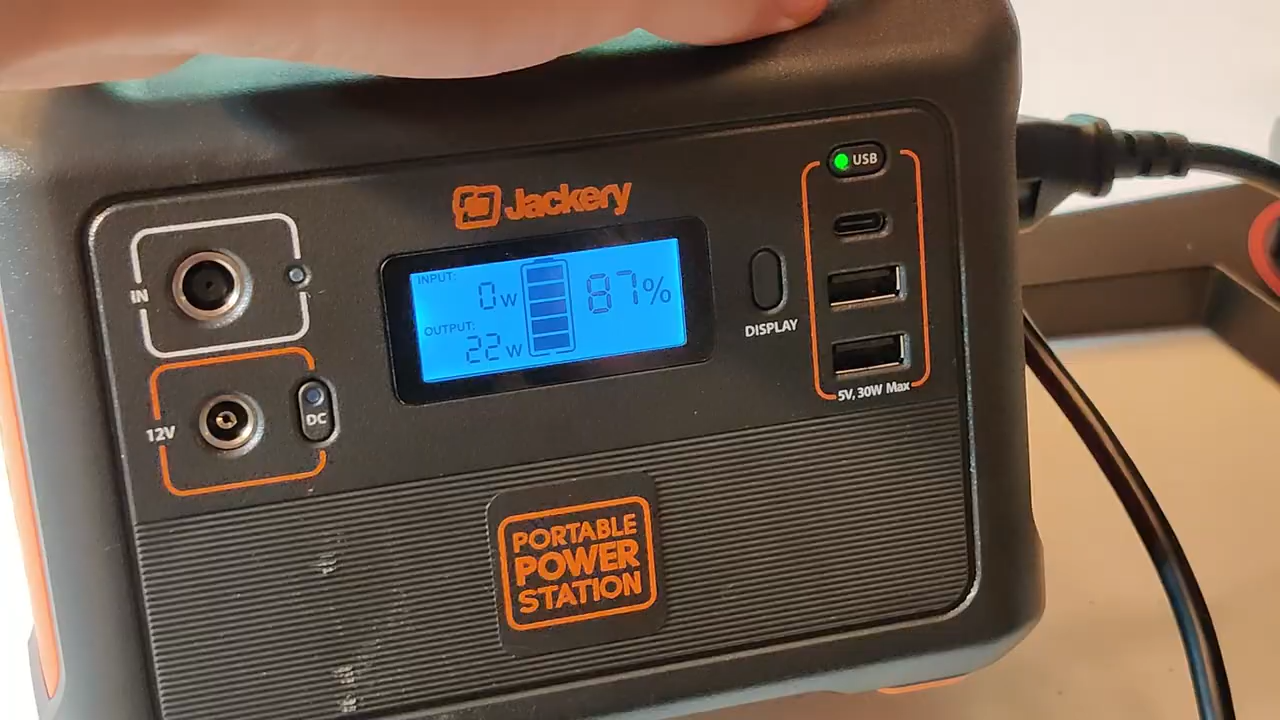 Jackery
USB
IN
INPUT:
0W
87%
OUTPUT:
22W
DISPLAY
5V, 30W Max
12V
DC
PORTABLE
POWER
STATION